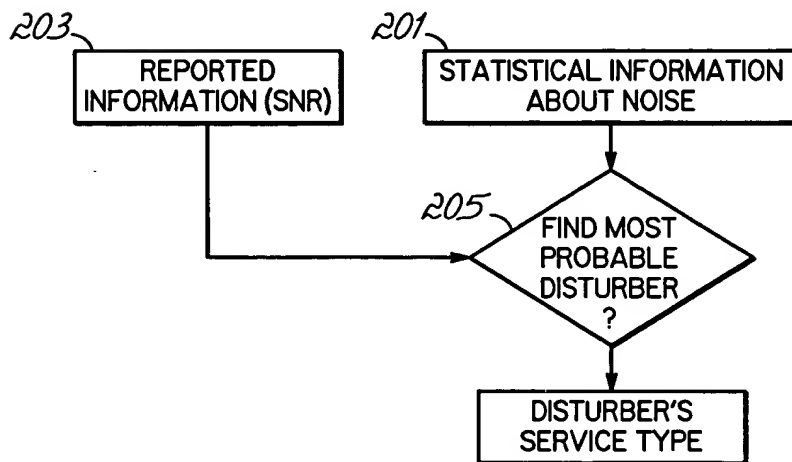 203
REPORTED
INFORMATION (SNR)
201
STATISTICAL INFORMATION
ABOUT NOISE
205
FIND MOST
PROBABLE
DISTURBER
?
DISTURBER'S
SERVICE TYPE